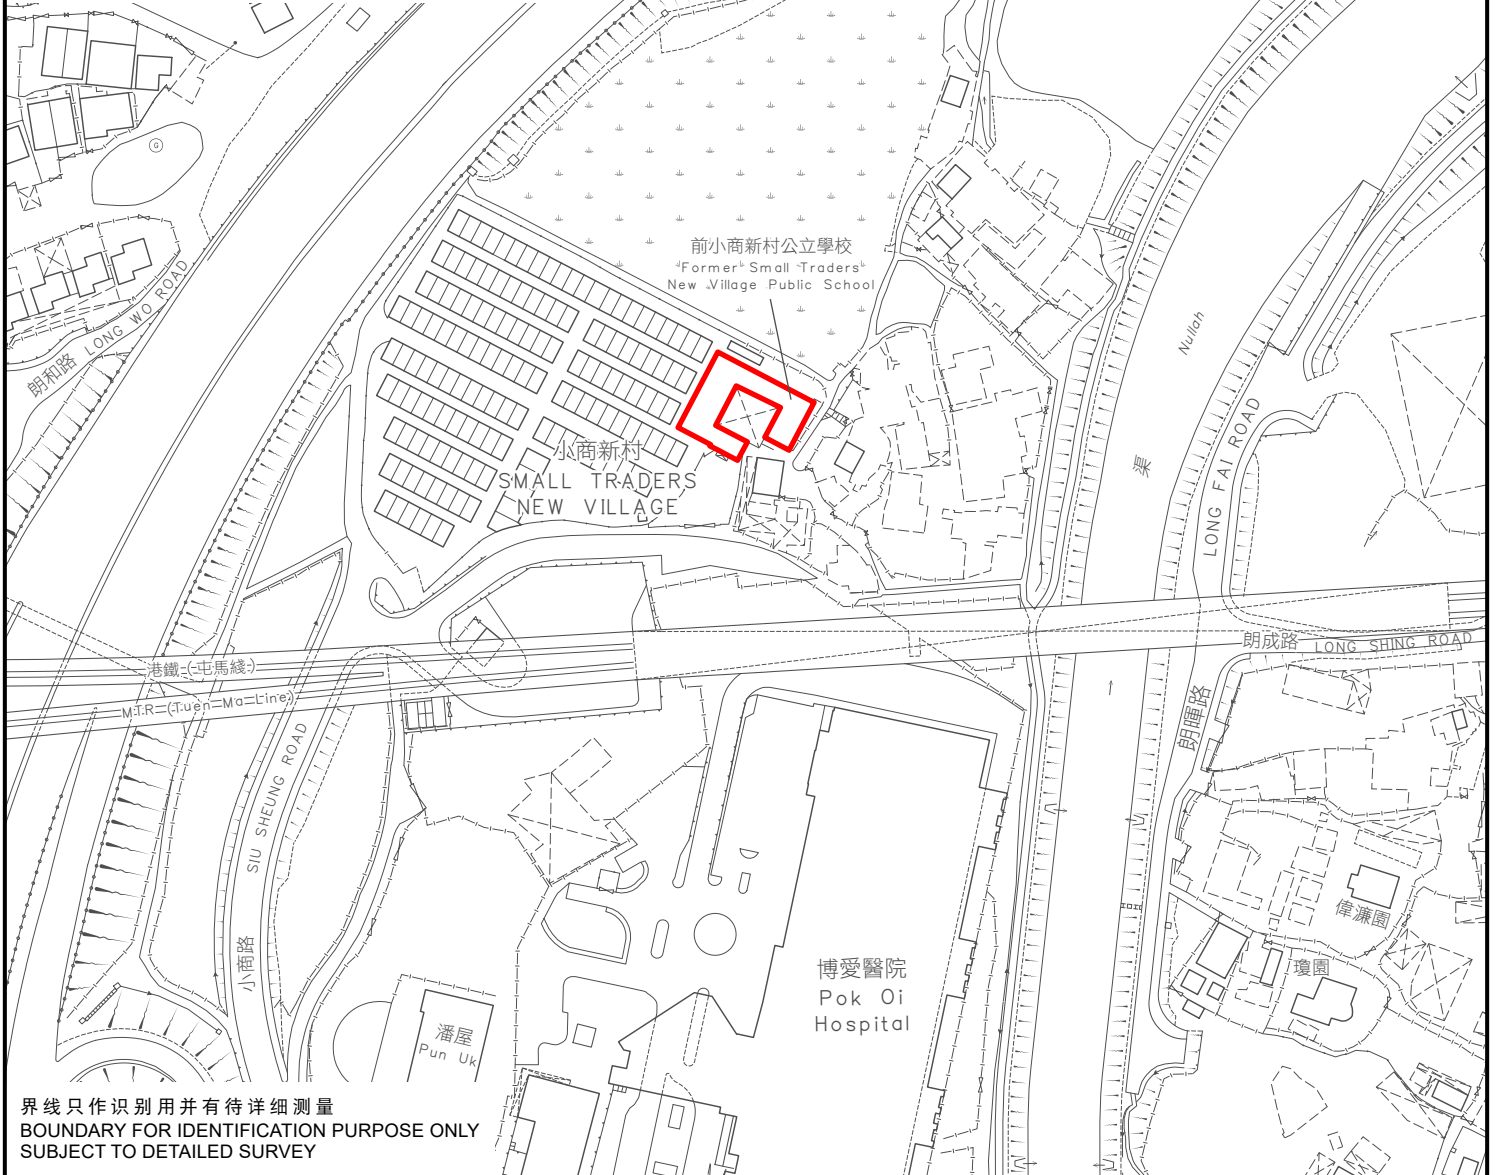 前小商新村公立學校
Former Small Traders'
New Village Public School
朗和路 LONG WO ROAD
Nullah
渠
LONG FAI ROAD
小商新村
SMALL TRADERS
NEW VILLAGE
朗成路 LONG SHING ROAD
港鐵(屯馬綫)
MTR (Tuen Ma Line)
朗暉路
SIU SHEUNG ROAD
小商路
偉濂園
瓊園
博愛醫院
Pok Oi
Hospital
潘屋
Pun Uk
G
界线只作识别用并有待详细测量
BOUNDARY FOR IDENTIFICATION PURPOSE ONLY
SUBJECT TO DETAILED SURVEY